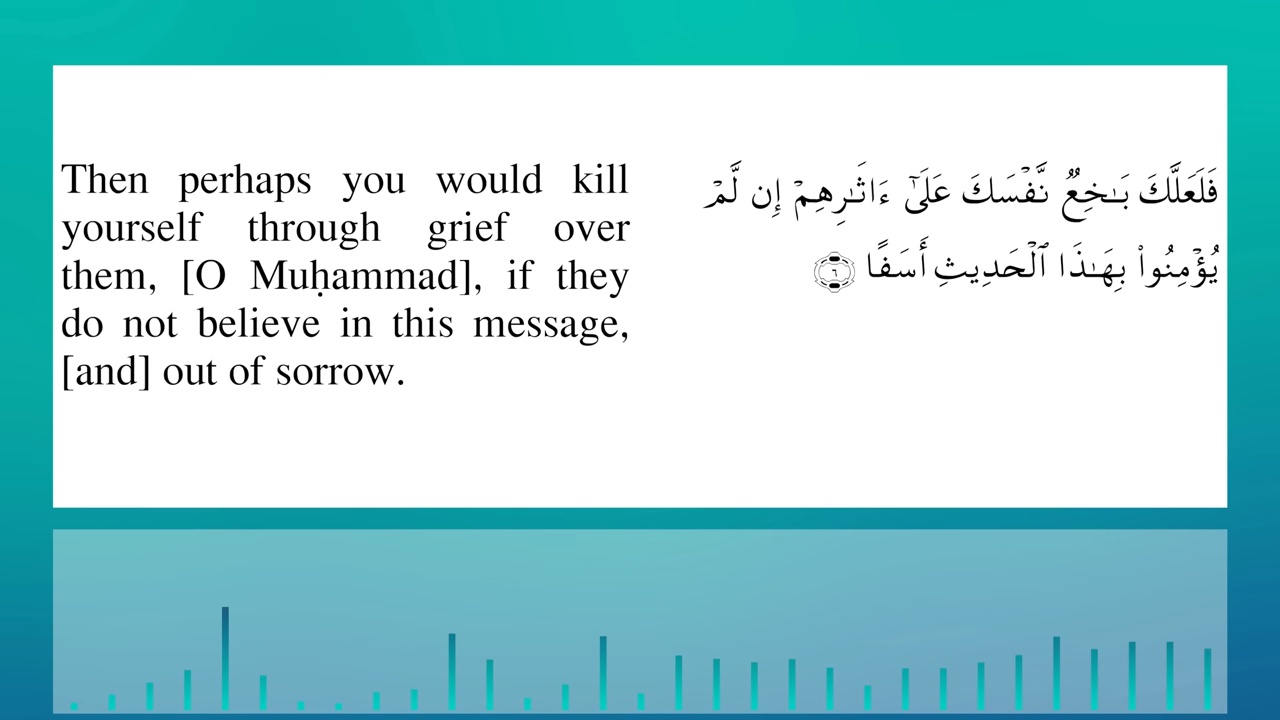 Then perhaps you would kill
yourself through grief over
them, [O Muḥammad], if they
do not believe in this message,
[and] out of sorrow.
فَلَعَلَّكَ بَـٰخِعٌۭ نَّفْسَكَ عَلَىٰٓ ءَاثَـٰرِهِمْ إِن لَّمْ
يُؤْمِنُوا۟ بِهَـٰذَا ٱلْحَدِيثِ أَسَفًا ٦